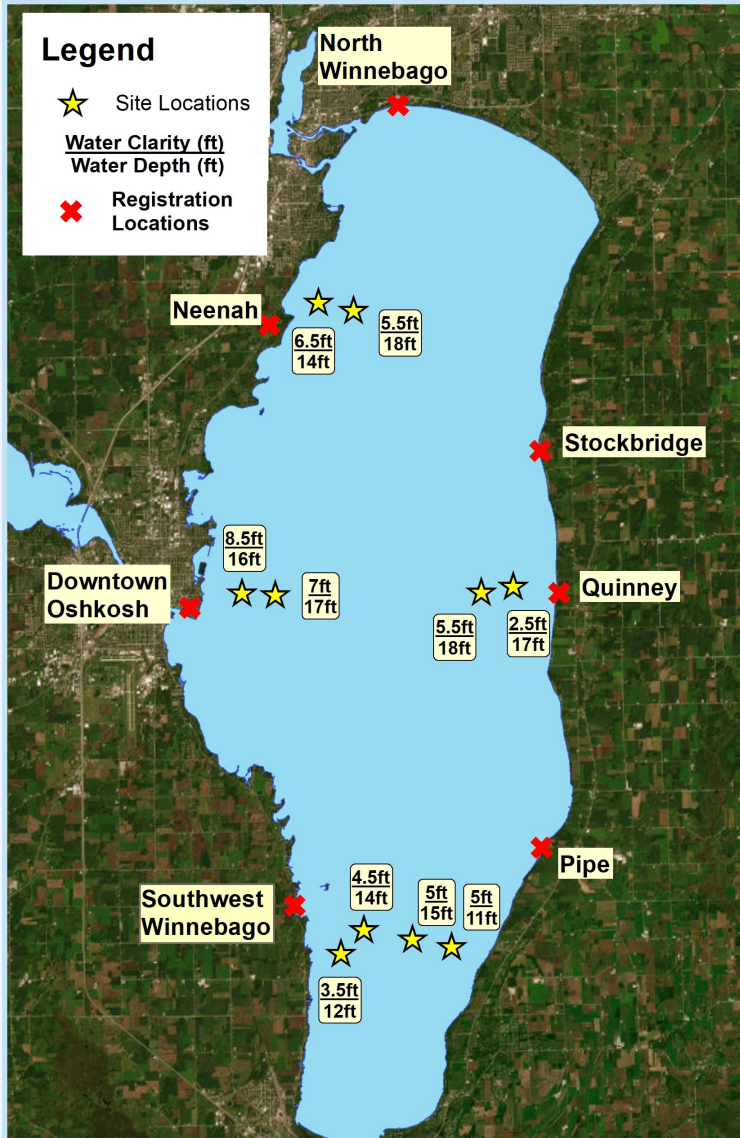 Legend
Site Locations
Water Clarity (ft)
Water Depth (ft)
Registration
Locations
North
Winnebago
Neenah
6.5ft
14ft
5.5ft
18ft
Stockbridge
8.5ft
16ft
Downtown
Oshkosh
7ft
17ft
5.5ft
18ft
2.5ft
17ft
Quinney
Pipe
Southwest
Winnebago
4.5ft
14ft
5ft
15ft
5ft
11ft
3.5ft
12ft